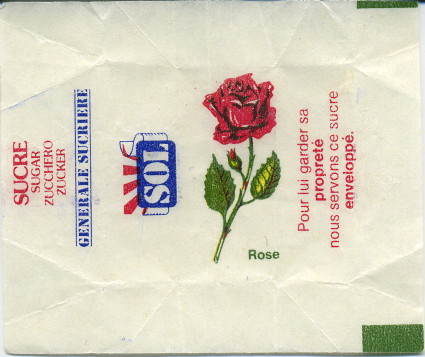 SUCRE
SUGAR
ZUCCHERO
ZUCKER
GENERALE SUCRIERE
SOL
Rose
Pour lui garder sa
propreté
nous servons ce sucre
enveloppé.